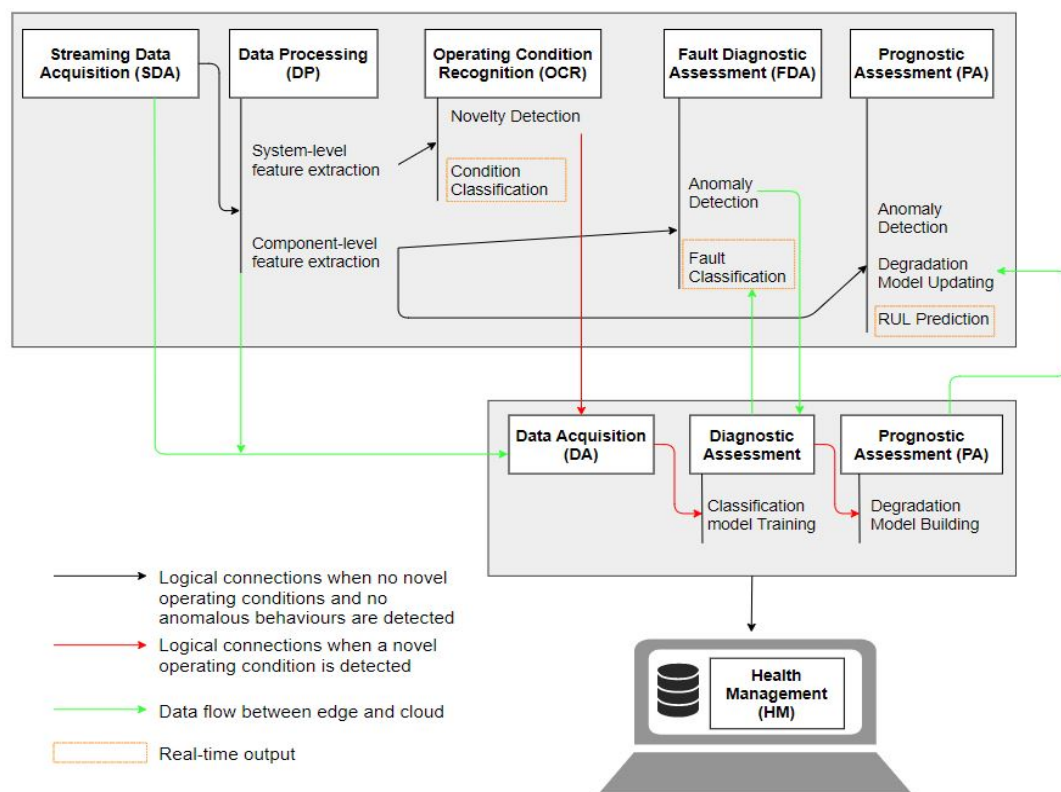 Streaming Data
Acquisition (SDA)
Data Processing
(DP)
Operating Condition
Recognition (OCR)
Fault Diagnostic
Assessment (FDA)
Prognostic
Assessment (PA)
System-level
feature extraction
Component-level
feature extraction
Novelty Detection
Condition
Classification
Anomaly
Detection
Fault
Classification
Anomaly
Detection
Degradation
Model Updating
RUL Prediction
Data Acquisition
(DA)
Diagnostic
Assessment
Prognostic
Assessment (PA)
Classification
model Training
Degradation
Model Building
Logical connections when no novel
operating conditions and no
anomalous behaviours are detected
Logical connections when a novel
operating condition is detected
Data flow between edge and cloud
Real-time output
Health
Management
(HM)